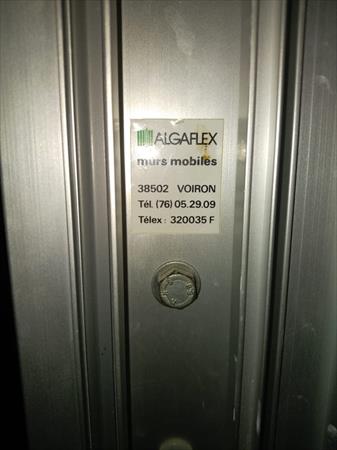 ALGAFLEX
murs mobiles
38502 VOIRON
Tél. (76) 05.29.09
Télex : 320035 F